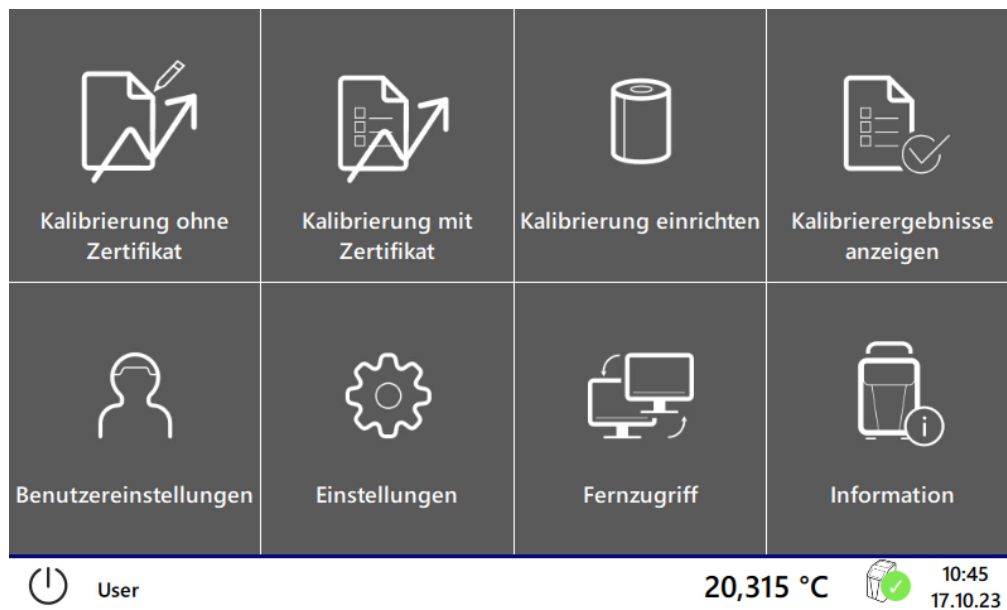 Kalibrierung ohne
Zertifikat
Kalibrierung mit
Zertifikat
Kalibrierung einrichten
Kalibrierergebnisse
anzeigen
Benutzereinstellungen
Einstellungen
Fernzugriff
Information
User
20,315 °C
10:45
17.10.23